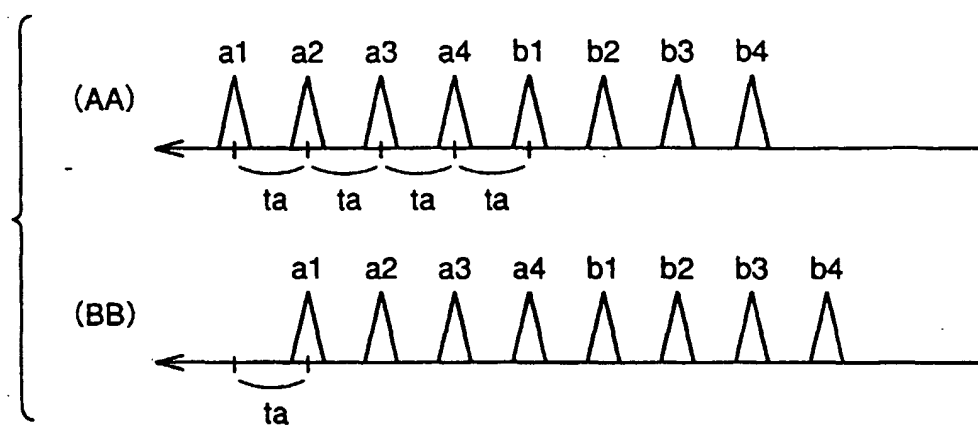 a1 a2 a3 a4 b1 b2 b3 b4
(AA)
ta ta ta ta
a1 a2 a3 a4 b1 b2 b3 b4
(BB)
ta